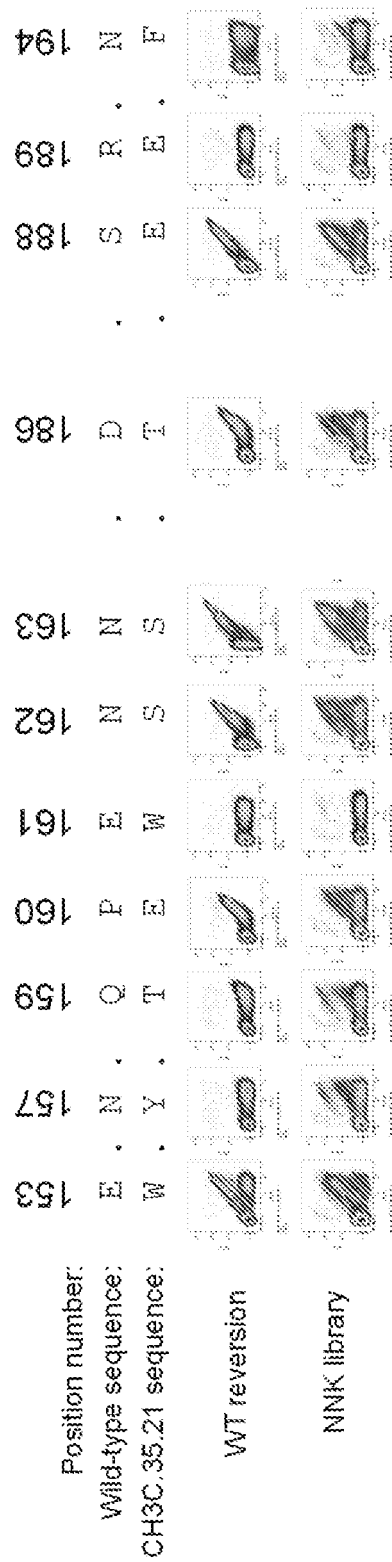 Position number: 153 157 159 160 161 162 163 186 188 189 194
Wild-type sequence: E . N . Q P E N N . D . S R . N
CH3C.35.21 sequence: W . Y . T E W S S . T . E E . F
WT reversion
NNK library